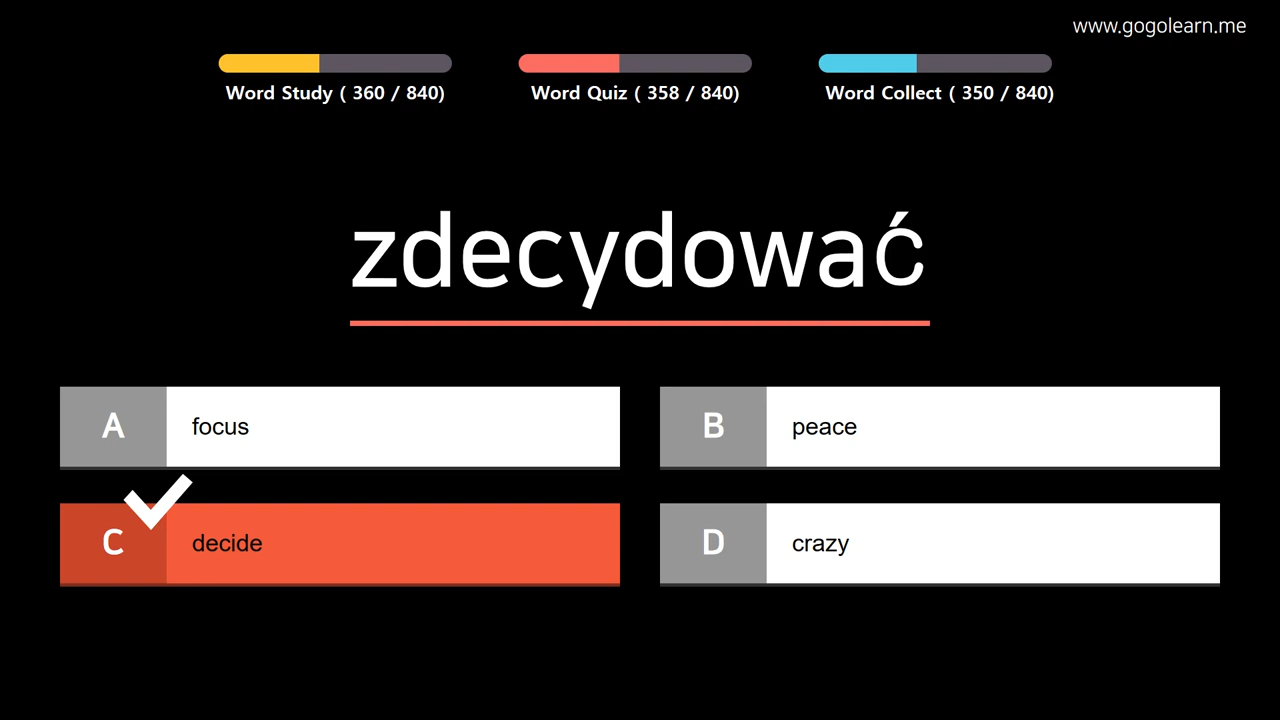 www.gogolearn.me
Word Study ( 360 / 840)
Word Quiz ( 358 / 840)
Word Collect ( 350 / 840)
zdecydować
A focus
B peace
C decide
D crazy